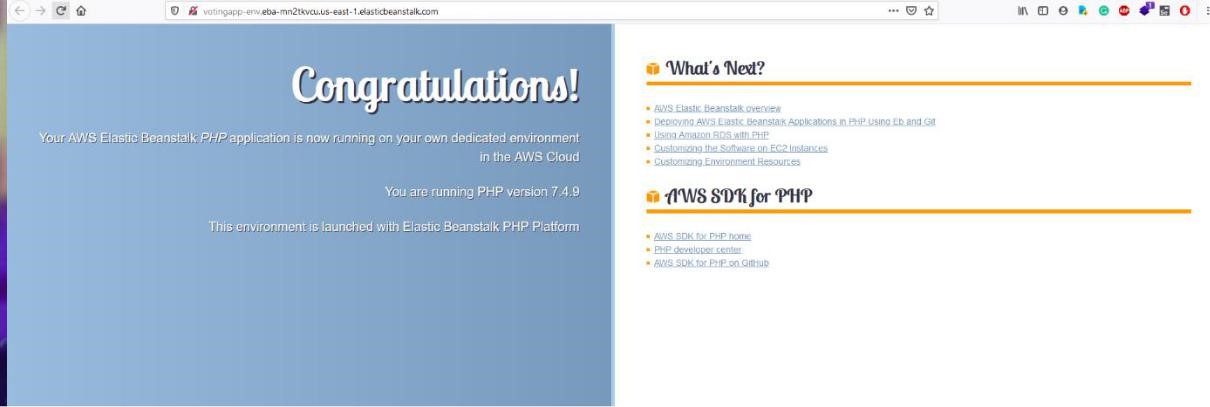 votingapp-env.eba-mn2tkvcu.us-east-1.elasticbeanstalk.com
Congratulations!
Your AWS Elastic Beanstalk PHP application is now running on your own dedicated environment
in the AWS Cloud
You are running PHP version 7.4.9
This environment is launched with Elastic Beanstalk PHP Platform
What's Next?
AWS Elastic Beanstalk overview
Deploying AWS Elastic Beanstalk Applications in PHP Using Eb and Git
Using Amazon RDS with PHP
Customizing the Software on EC2 Instances
Customizing Environment Resources
AWS SDK for PHP
AWS SDK for PHP home
PHP developer center
AWS SDK for PHP on GitHub